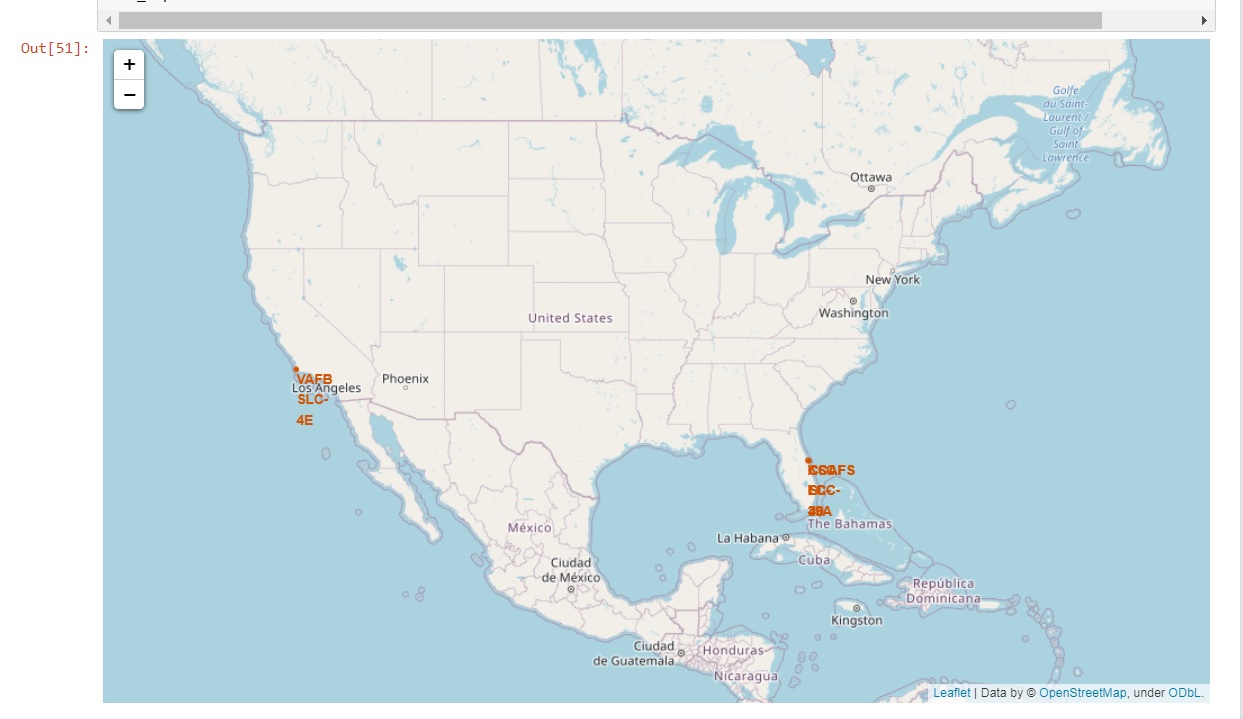 Out[51]:
+
−
Golfe
du Saint-
Laurent /
Gulf of
Saint
Lawrence
Ottawa
New York
Washington
United States
Phoenix
Los Angeles
VAFB
SLC-
4E
CCAFS
The Bahamas
La Habana
Cuba
México
Ciudad
de México
República
Dominicana
Kingston
Ciudad
de Guatemala
Honduras
Nicaragua
Leaflet | Data by © OpenStreetMap, under ODbL.